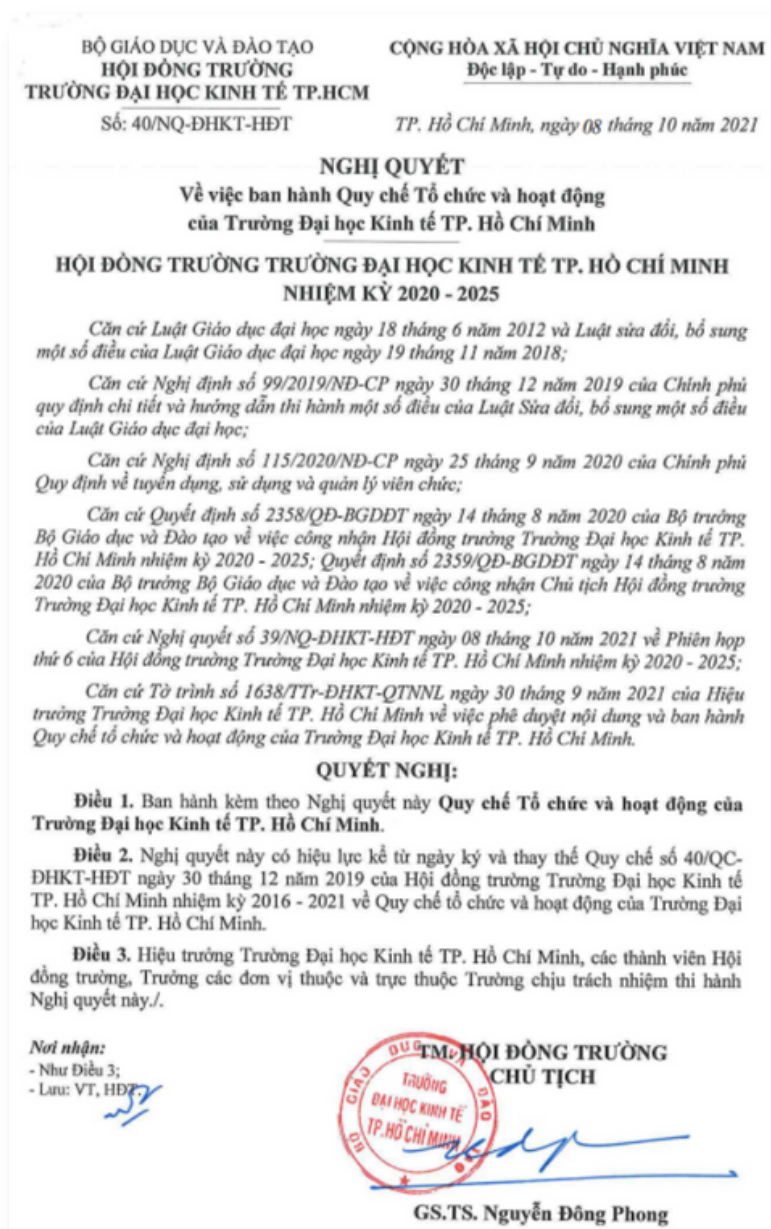 BỘ GIÁO DỤC VÀ ĐÀO TẠO
HỘI ĐỒNG TRƯỜNG
TRƯỜNG ĐẠI HỌC KINH TẾ TP.HCM
Số: 40/NQ-ĐHKT-HĐT
CỘNG HÒA XÃ HỘI CHỦ NGHĨA VIỆT NAM
Độc lập - Tự do - Hạnh phúc
TP. Hồ Chí Minh, ngày 08 tháng 10 năm 2021
NGHỊ QUYẾT
Về việc ban hành Quy chế Tổ chức và hoạt động
của Trường Đại học Kinh tế TP. Hồ Chí Minh
HỘI ĐỒNG TRƯỜNG TRƯỜNG ĐẠI HỌC KINH TẾ TP. HỒ CHÍ MINH
NHIỆM KỲ 2020 - 2025
Căn cứ Luật Giáo dục đại học ngày 18 tháng 6 năm 2012 và Luật sửa đổi, bổ sung
một số điều của Luật Giáo dục đại học ngày 19 tháng 11 năm 2018;
Căn cứ Nghị định số 99/2019/NĐ-CP ngày 30 tháng 12 năm 2019 của Chính phủ
quy định chi tiết và hướng dẫn thi hành một số điều của Luật Sửa đổi, bổ sung một số điều
của Luật Giáo dục đại học;
Căn cứ Nghị định số 115/2020/NĐ-CP ngày 25 tháng 9 năm 2020 của Chính phủ
Quy định về tuyển dụng, sử dụng và quản lý viên chức;
Căn cứ Quyết định số 2358/QĐ-BGDĐT ngày 14 tháng 8 năm 2020 của Bộ trưởng
Bộ Giáo dục và Đào tạo về việc công nhận Hội đồng trường Trường Đại học Kinh tế TP.
Hồ Chí Minh nhiệm kỳ 2020 - 2025; Quyết định số 2359/QĐ-BGDĐT ngày 14 tháng 8 năm
2020 của Bộ trưởng Bộ Giáo dục và Đào tạo về việc công nhận Chủ tịch Hội đồng trường
Trường Đại học Kinh tế TP. Hồ Chí Minh nhiệm kỳ 2020 - 2025;
Căn cứ Nghị quyết số 39/NQ-ĐHKT-HĐT ngày 08 tháng 10 năm 2021 về Phiên họp
thứ 6 của Hội đồng trường Trường Đại học Kinh tế TP. Hồ Chí Minh nhiệm kỳ 2020 - 2025;
Căn cứ Tờ trình số 1638/TTr-ĐHKT-QTNNL ngày 30 tháng 9 năm 2021 của Hiệu
trưởng Trường Đại học Kinh tế TP. Hồ Chí Minh về việc phê duyệt nội dung và ban hành
Quy chế tổ chức và hoạt động của Trường Đại học Kinh tế TP. Hồ Chí Minh.
QUYẾT NGHỊ:
Điều 1. Ban hành kèm theo Nghị quyết này Quy chế Tổ chức và hoạt động của
Trường Đại học Kinh tế TP. Hồ Chí Minh.
Điều 2. Nghị quyết này có hiệu lực kể từ ngày ký và thay thế Quy chế số 40/QC-
ĐHKT-HĐT ngày 30 tháng 12 năm 2019 của Hội đồng trường Trường Đại học Kinh tế
TP. Hồ Chí Minh nhiệm kỳ 2016 - 2021 về Quy chế tổ chức và hoạt động của Trường Đại
học Kinh tế TP. Hồ Chí Minh.
Điều 3. Hiệu trưởng Trường Đại học Kinh tế TP. Hồ Chí Minh, các thành viên Hội
đồng trường, Trưởng các đơn vị thuộc và trực thuộc Trường chịu trách nhiệm thi hành
Nghị quyết này./.
Nơi nhận:
- Như Điều 3;
- Lưu: VT, HĐT.
TM. HỘI ĐỒNG TRƯỜNG
CHỦ TỊCH
BỘ GIÁO DỤC VÀ ĐÀO TẠO
TRƯỜNG
ĐẠI HỌC KINH TẾ
TP.HỒ CHÍ MINH
GS.TS. Nguyễn Đông Phong